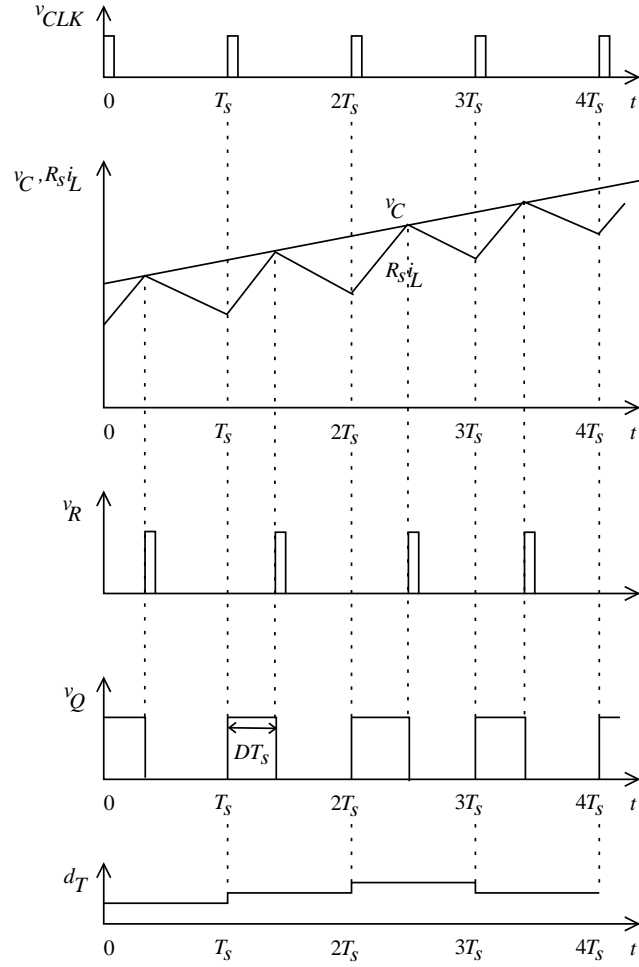 v_CLK
0 T_s 2T_s 3T_s 4T_s t
v_C , R_s i_L
v_C
R_s i_L
0 T_s 2T_s 3T_s 4T_s t
v_R
v_Q
DT_s
0 T_s 2T_s 3T_s 4T_s t
d_T
0 T_s 2T_s 3T_s 4T_s t